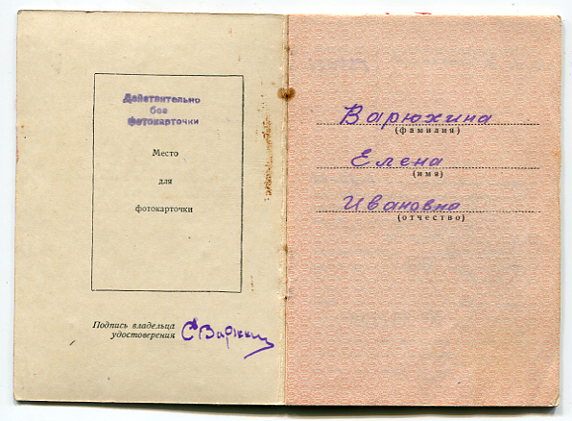 Действительно
без
фотокарточки
Место
для
фотокарточки
Подпись владельца
удостоверения
Варюхина
(фамилия)
Елена
(имя)
Ивановна
(отчество)